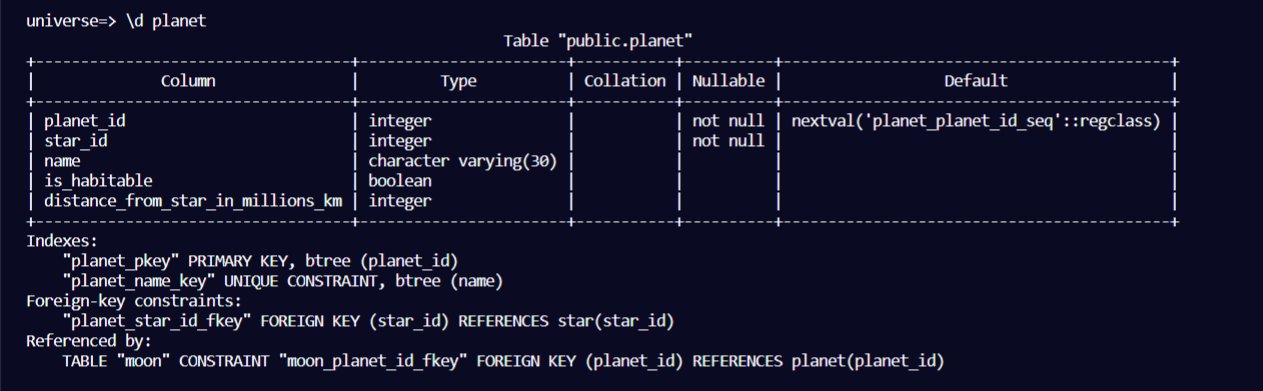 universe=> \d planet
                                                     Table "public.planet"
+-----------------------------------+-----------------------+-----------+----------+-------------------------------------------+
|              Column               |         Type          | Collation | Nullable |                  Default                  |
+-----------------------------------+-----------------------+-----------+----------+-------------------------------------------+
| planet_id                         | integer               |           | not null | nextval('planet_planet_id_seq'::regclass) |
| star_id                           | integer               |           | not null |                                           |
| name                              | character varying(30) |           |          |                                           |
| is_habitable                      | boolean               |           |          |                                           |
| distance_from_star_in_millions_km | integer               |           |          |                                           |
+-----------------------------------+-----------------------+-----------+----------+-------------------------------------------+
Indexes:
    "planet_pkey" PRIMARY KEY, btree (planet_id)
    "planet_name_key" UNIQUE CONSTRAINT, btree (name)
Foreign-key constraints:
    "planet_star_id_fkey" FOREIGN KEY (star_id) REFERENCES star(star_id)
Referenced by:
    TABLE "moon" CONSTRAINT "moon_planet_id_fkey" FOREIGN KEY (planet_id) REFERENCES planet(planet_id)